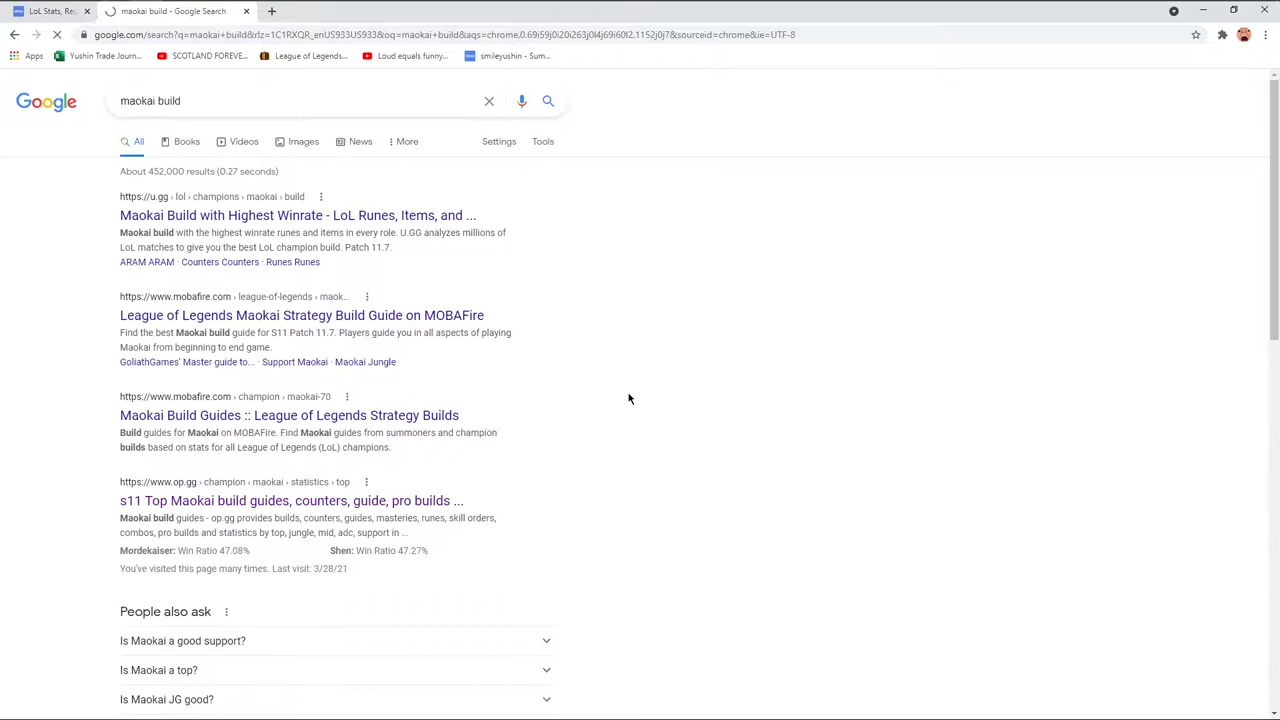 LoL Stats, Re
maokai build - Google Search
google.com/search?q=maokai+build&rlz=1C1RXQR_enUS933US933&oq=maokai+build&aqs=chrome.0.69i59j0i20i263j0l4j69i60l2.1152j0j7&sourceid=chrome&ie=UTF-8
Apps
Yushin Trade Journ...
SCOTLAND FOREVE...
League of Legends...
Loud equals funny...
smileyushin - Sum...
Google
maokai build
All
Books
Videos
Images
News
More
Settings
Tools
About 452,000 results (0.27 seconds)
https://u.gg › lol › champions › maokai › build
Maokai Build with Highest Winrate - LoL Runes, Items, and ...
Maokai build with the highest winrate runes and items in every role. U.GG analyzes millions of
LoL matches to give you the best LoL champion build. Patch 11.7.
ARAM ARAM · Counters Counters · Runes Runes
https://www.mobafire.com › league-of-legends › maok...
League of Legends Maokai Strategy Build Guide on MOBAFire
Find the best Maokai build guide for S11 Patch 11.7. Players guide you in all aspects of playing
Maokai from beginning to end game.
GoliathGames' Master guide to... · Support Maokai · Maokai Jungle
https://www.mobafire.com › champion › maokai-70
Maokai Build Guides :: League of Legends Strategy Builds
Build guides for Maokai on MOBAFire. Find Maokai guides from summoners and champion
builds based on stats for all League of Legends (LoL) champions.
https://www.op.gg › champion › maokai › statistics › top
s11 Top Maokai build guides, counters, guide, pro builds ...
Maokai build guides - op.gg provides builds, counters, guides, masteries, runes, skill orders,
combos, pro builds and statistics by top, jungle, mid, adc, support in ...
Mordekaiser: Win Ratio 47.08%
Shen: Win Ratio 47.27%
You've visited this page many times. Last visit: 3/28/21
People also ask
Is Maokai a good support?
Is Maokai a top?
Is Maokai JG good?